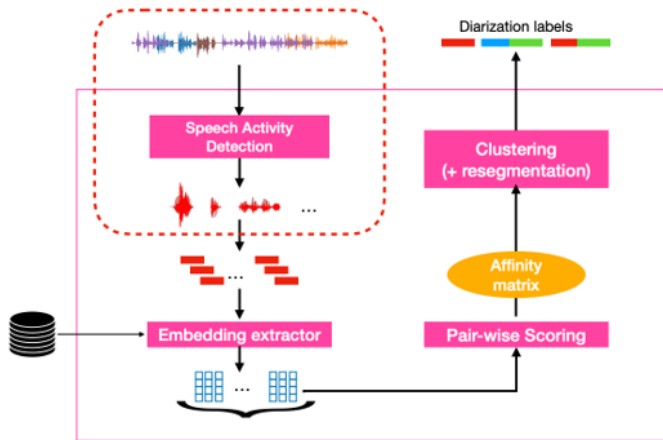 Diarization labels
Speech Activity
Detection
Clustering
(+ resegmentation)
...
...
Affinity
matrix
Embedding extractor
Pair-wise Scoring
...